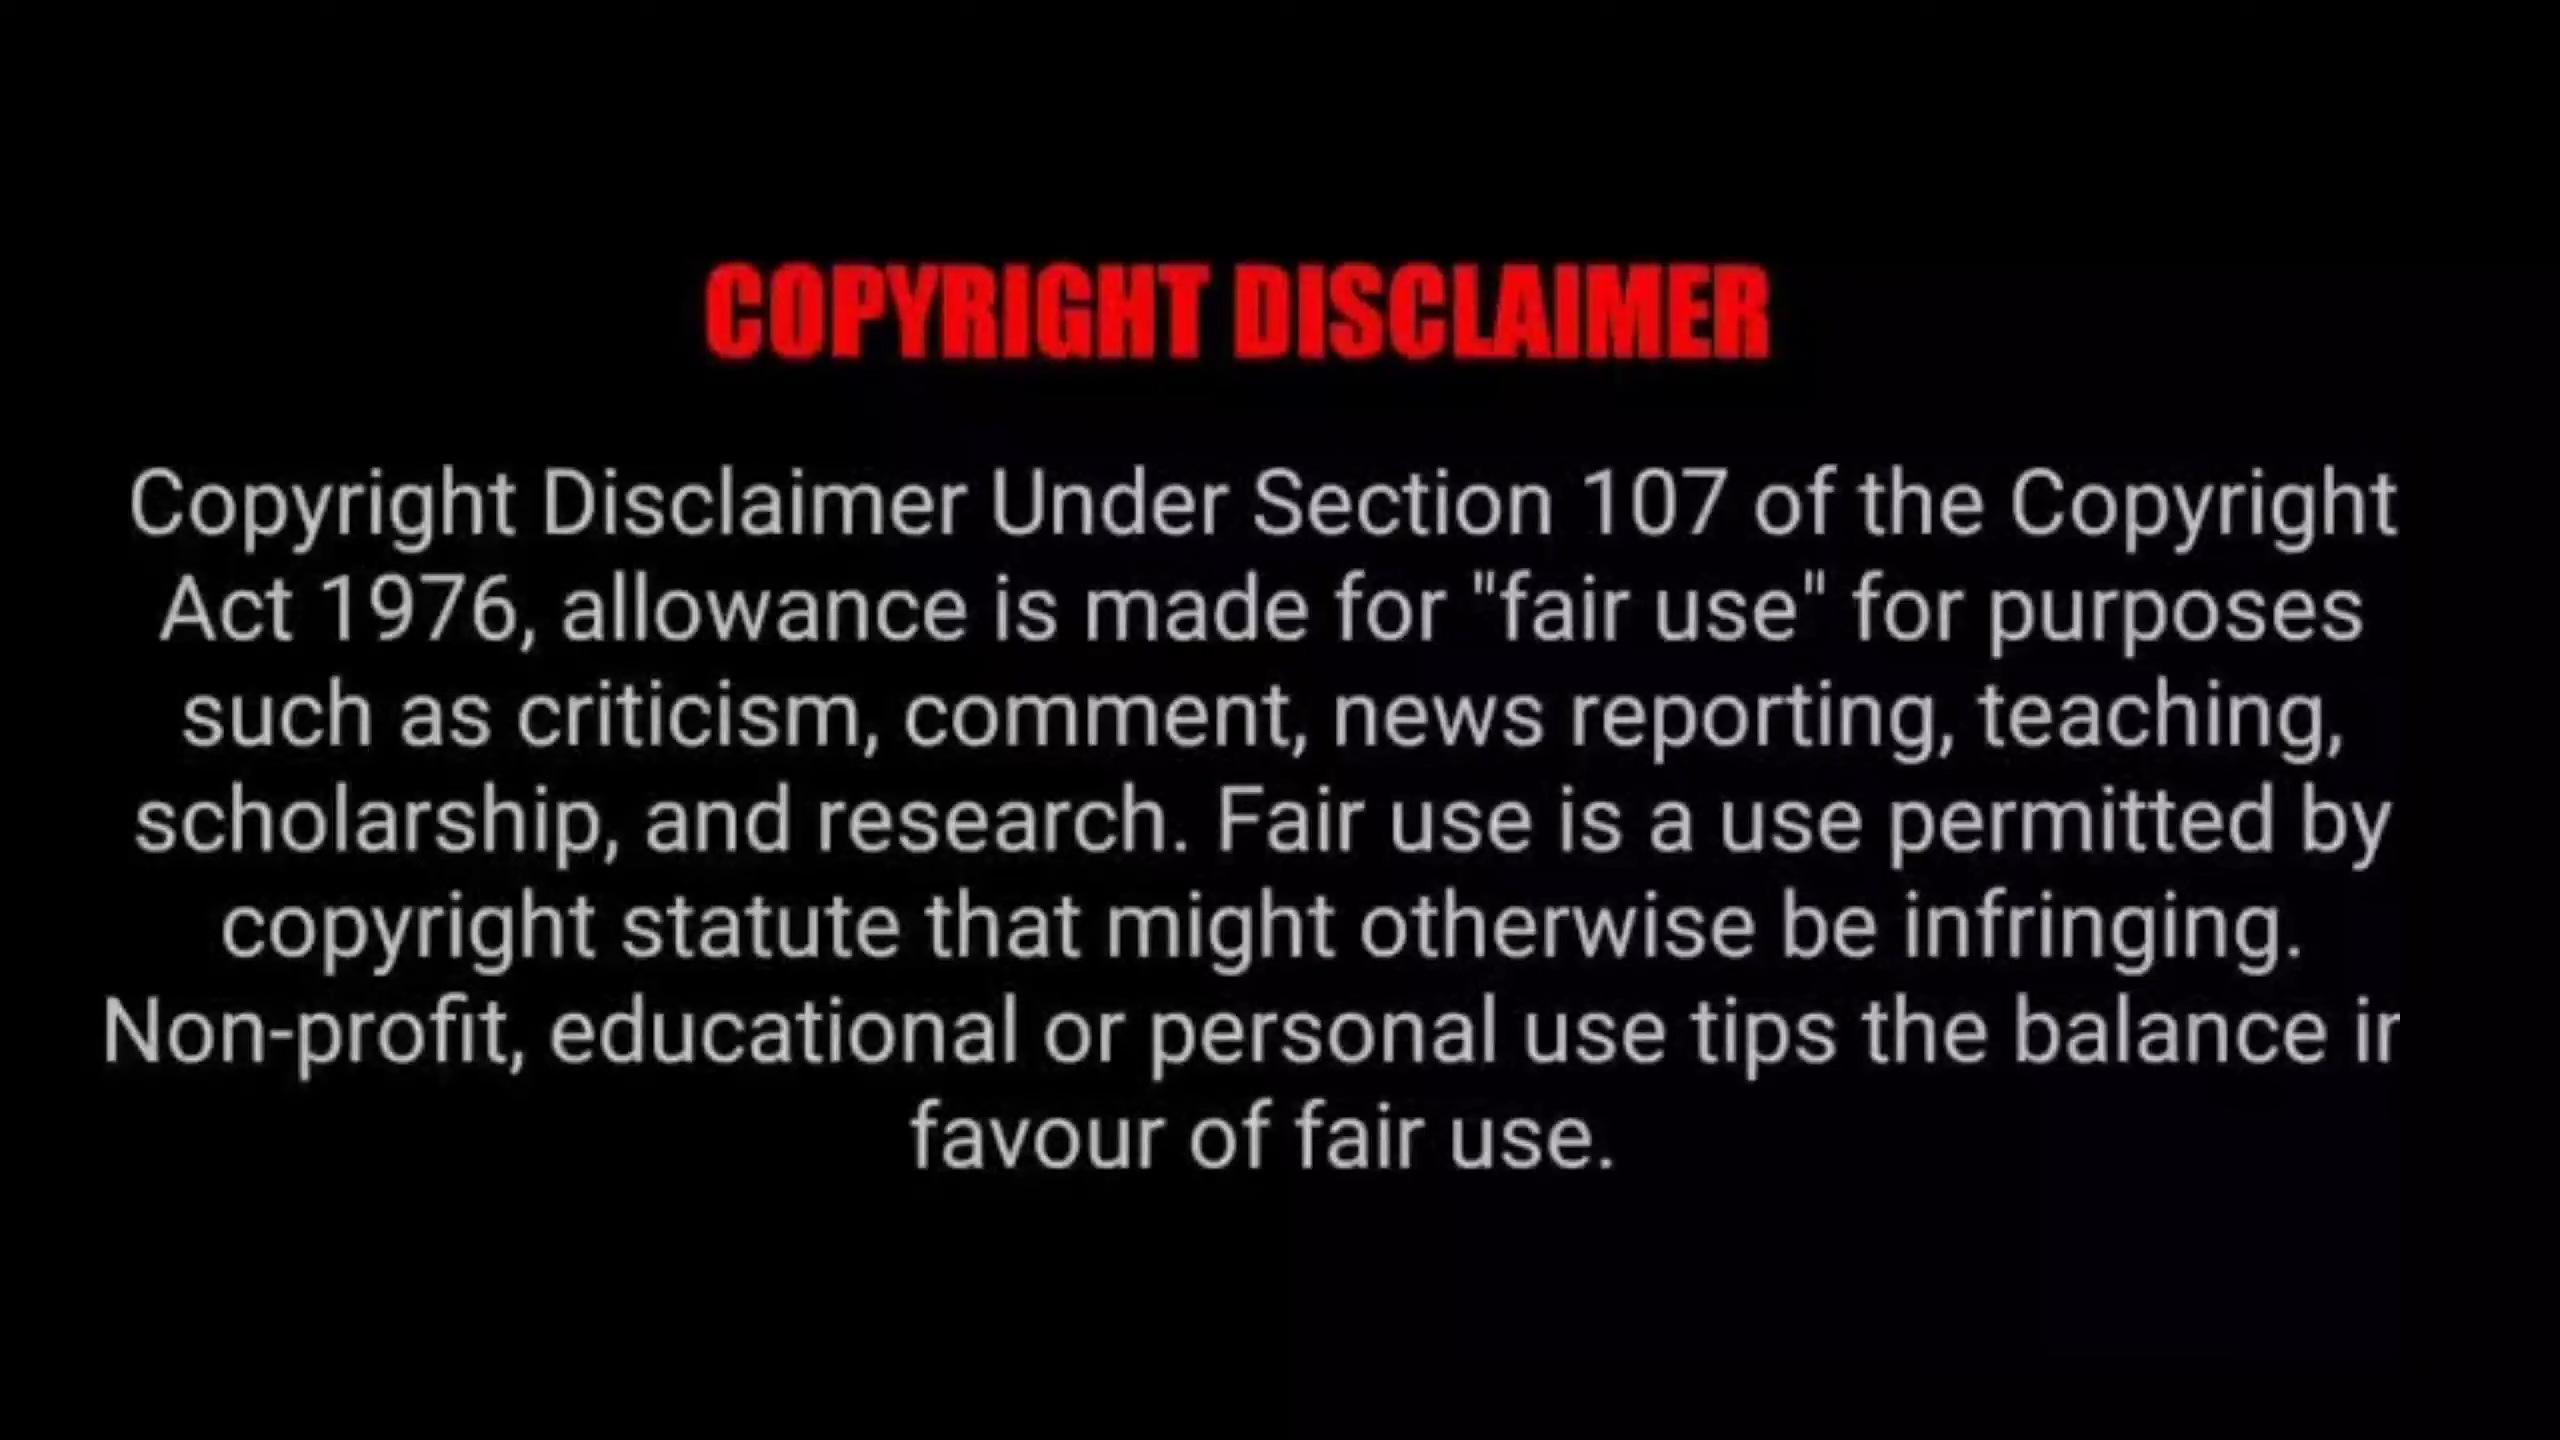 COPYRIGHT DISCLAIMER
Copyright Disclaimer Under Section 107 of the Copyright
Act 1976, allowance is made for "fair use" for purposes
such as criticism, comment, news reporting, teaching,
scholarship, and research. Fair use is a use permitted by
copyright statute that might otherwise be infringing.
Non-profit, educational or personal use tips the balance
favour of fair use.